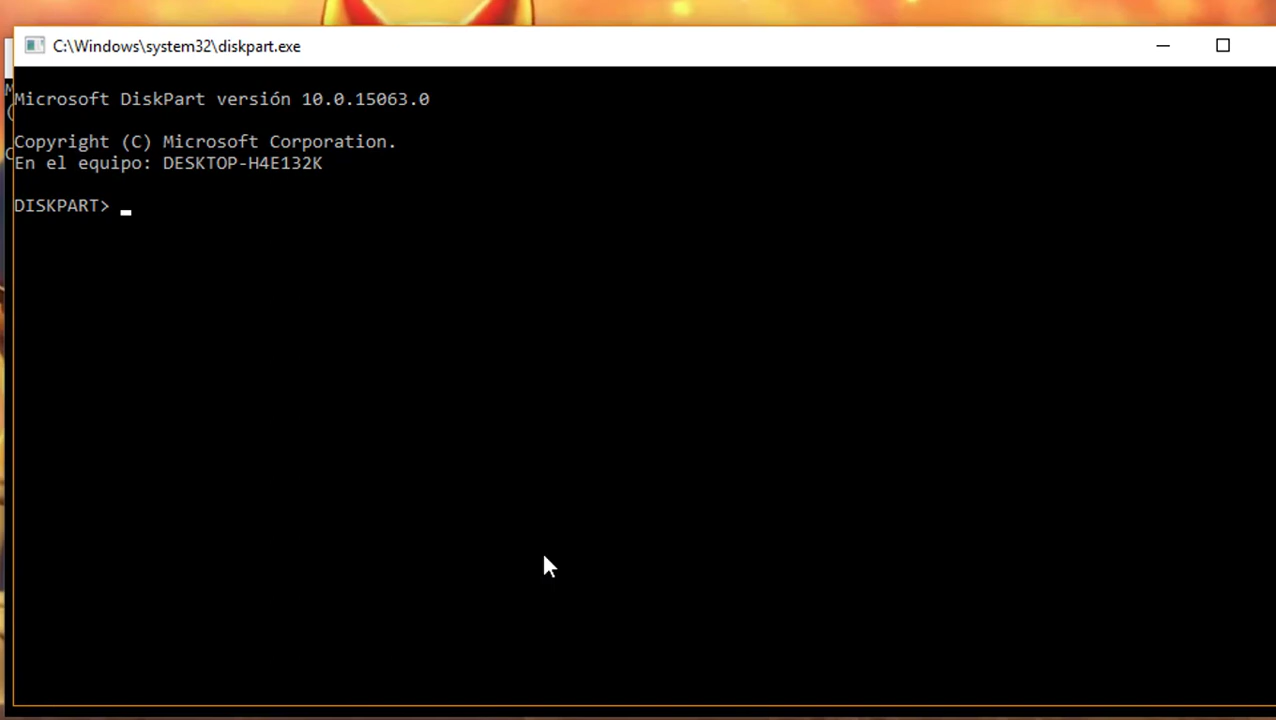 C:\Windows\system32\diskpart.exe
Microsoft DiskPart versión 10.0.15063.0
Copyright (C) Microsoft Corporation.
En el equipo: DESKTOP-H4E132K
DISKPART>